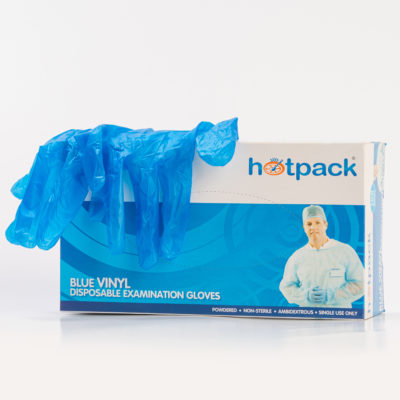 hotpack®
BLUE VINYL
DISPOSABLE EXAMINATION GLOVES
POWDERED • NON-STERILE • AMBIDEXTROUS • SINGLE USE ONLY